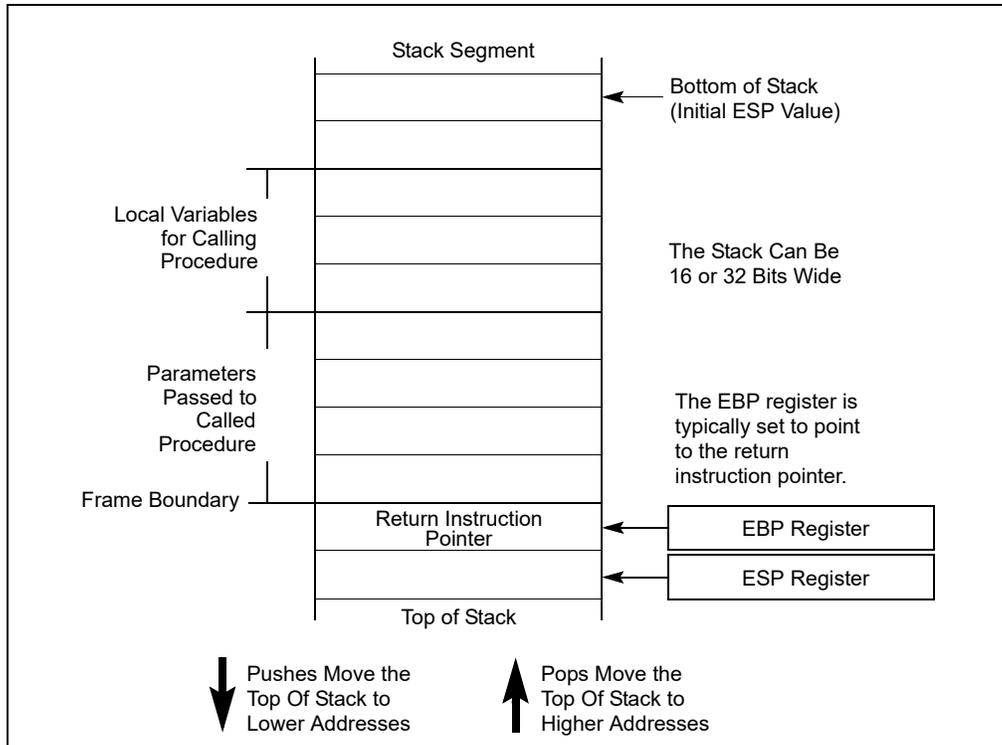 Stack Segment
Bottom of Stack
(Initial ESP Value)
Local Variables
for Calling
Procedure
The Stack Can Be
16 or 32 Bits Wide
Parameters
Passed to
Called
Procedure
The EBP register is
typically set to point
to the return
instruction pointer.
Frame Boundary
Return Instruction
Pointer
EBP Register
ESP Register
Top of Stack
Pushes Move the
Top Of Stack to
Lower Addresses
Pops Move the
Top Of Stack to
Higher Addresses